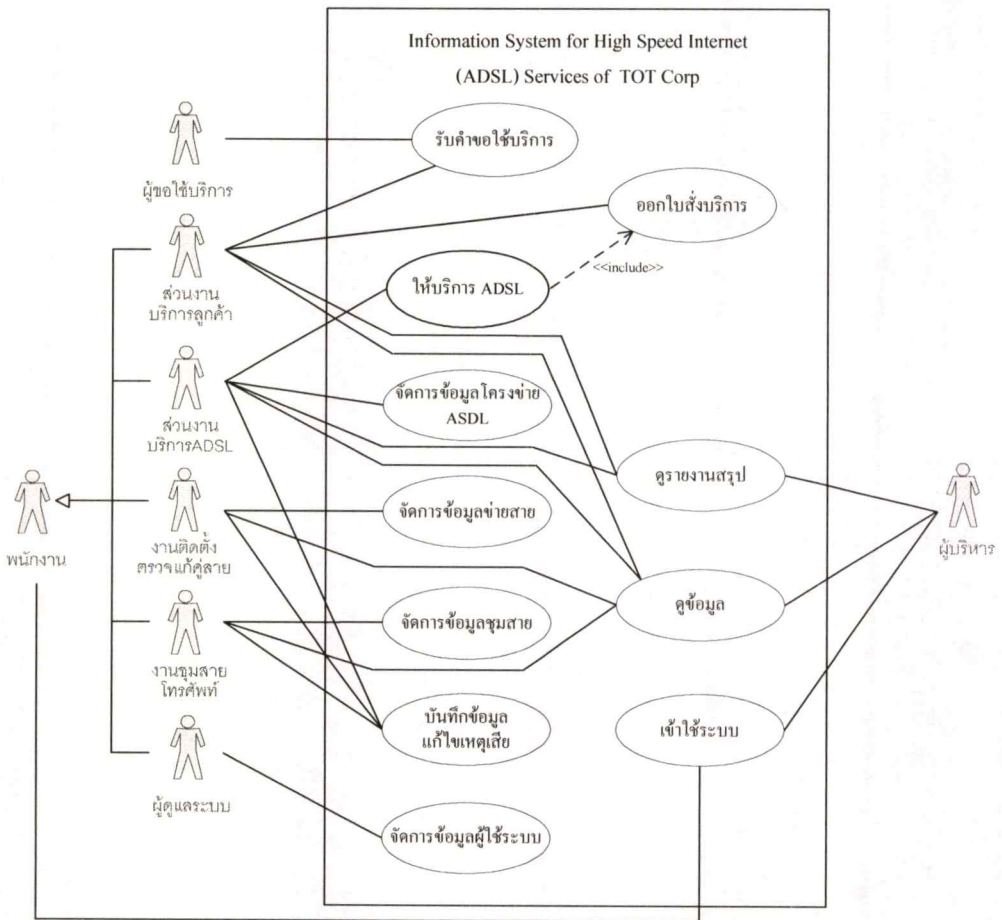 Information System for High Speed Internet
(ADSL) Services of TOT Corp
รับคำขอใช้บริการ
ผู้ขอใช้บริการ
ออกใบสั่งบริการ
<<include>>
ให้บริการ ADSL
ส่วนงาน
บริการลูกค้า
จัดการข้อมูลโครงข่าย
ASDL
ส่วนงาน
บริการADSL
ดูรายงานสรุป
จัดการข้อมูลข่ายสาย
พนักงาน
งานติดตั้ง
ตรวจแก้คู่สาย
ผู้บริหาร
ดูข้อมูล
จัดการข้อมูลชุมสาย
งานชุมสาย
โทรศัพท์
บันทึกข้อมูล
แก้ไขเหตุเสีย
เข้าใช้ระบบ
ผู้ดูแลระบบ
จัดการข้อมูลผู้ใช้ระบบ